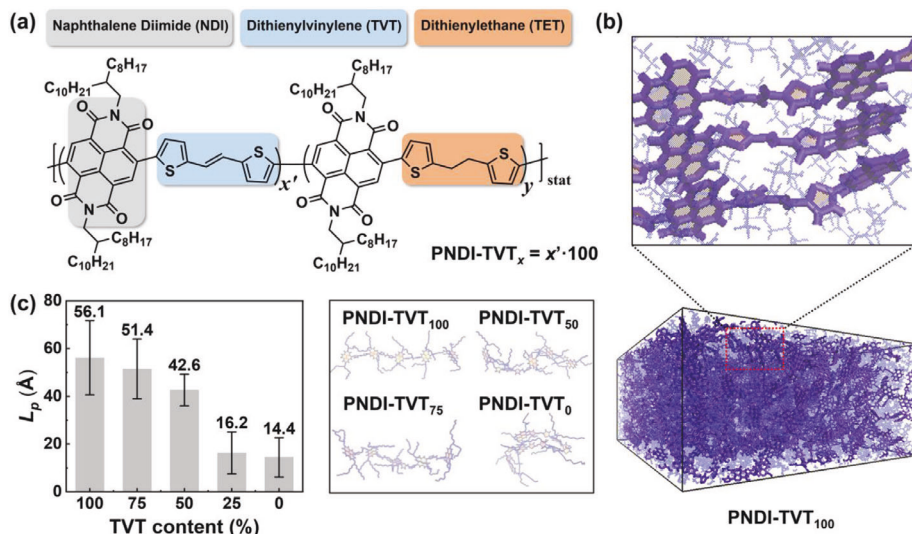 (a)
Naphthalene Diimide (NDI)
Dithienylvinylene (TVT)
Dithienylethane (TET)
(b)
C8H17
C10H21
C8H17
C10H21
O
N
O
O
N
O
S
S
x'
O
N
O
O
N
O
S
S
y
stat
C8H17
C10H21
C8H17
C10H21
PNDI-TVTx = x'·100
(c)
Lp (Å)
80
60
40
20
0
56.1
51.4
42.6
16.2
14.4
100
75
50
25
0
TVT content (%)
PNDI-TVT100
PNDI-TVT50
PNDI-TVT75
PNDI-TVT0
PNDI-TVT100